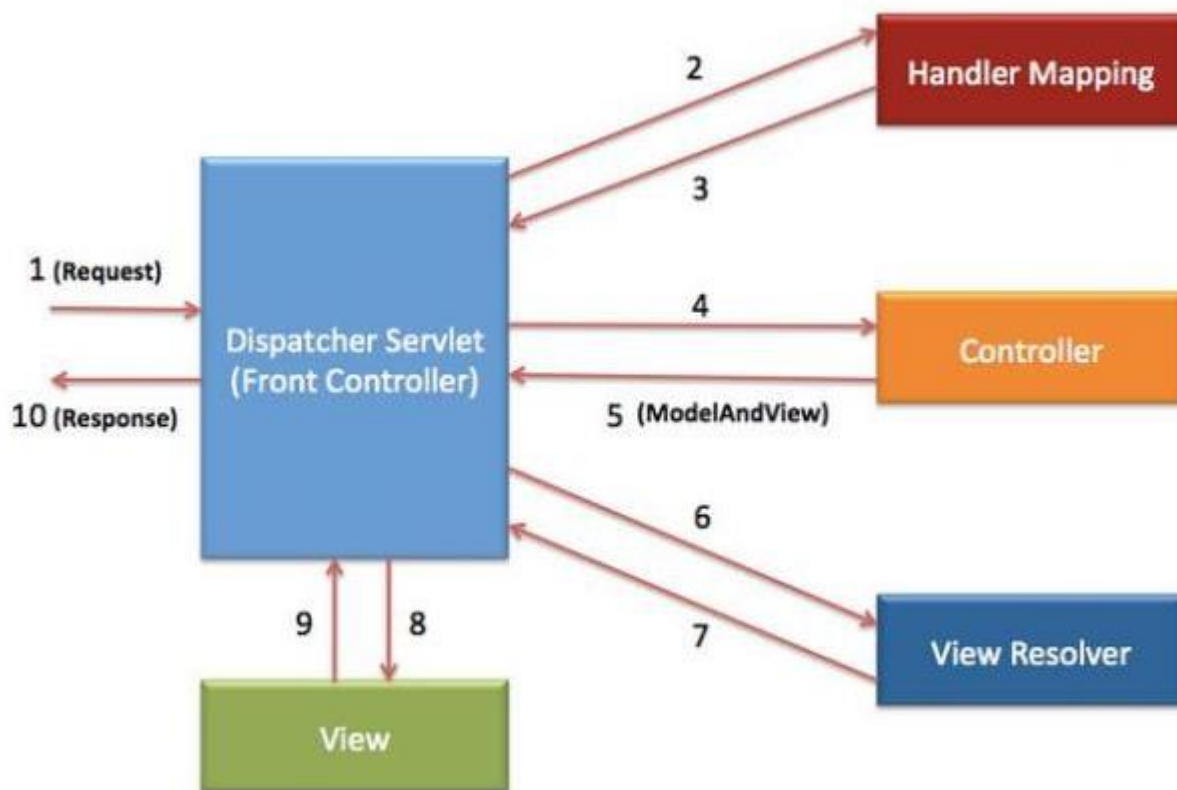 2
Handler Mapping
3
1 (Request)
Dispatcher Servlet
(Front Controller)
4
Controller
10 (Response)
5 (ModelAndView)
6
7
View Resolver
9
8
View